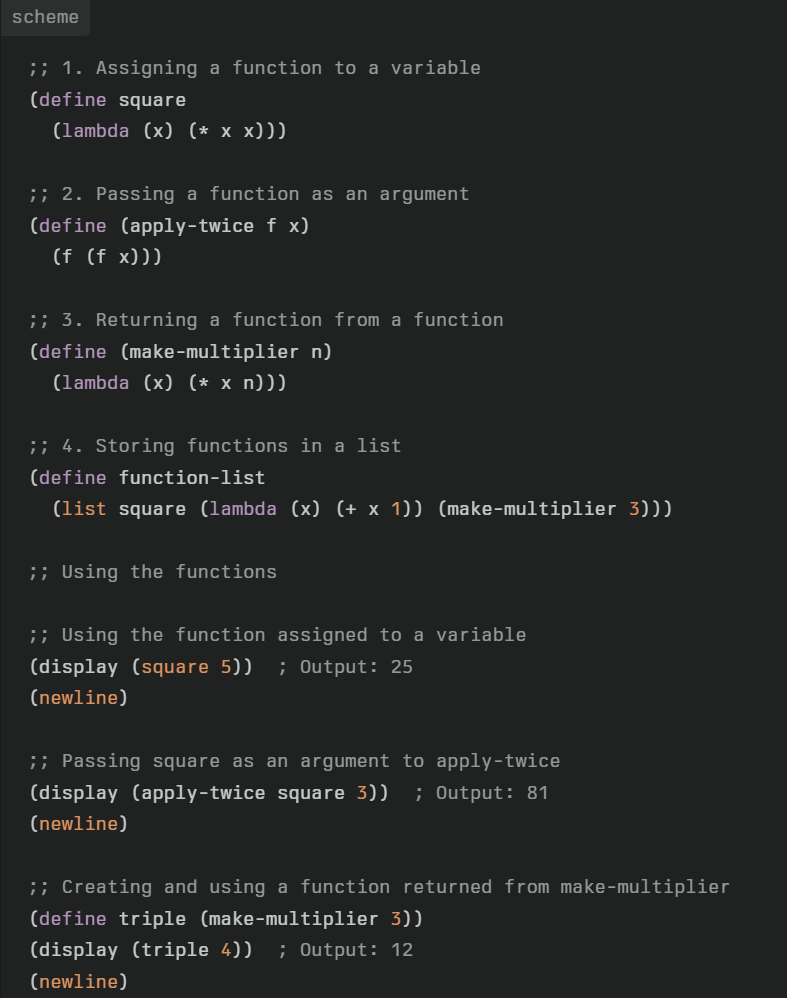 scheme
;; 1. Assigning a function to a variable
(define square
  (lambda (x) (* x x)))
;; 2. Passing a function as an argument
(define (apply-twice f x)
  (f (f x)))
;; 3. Returning a function from a function
(define (make-multiplier n)
  (lambda (x) (* x n)))
;; 4. Storing functions in a list
(define function-list
  (list square (lambda (x) (+ x 1)) (make-multiplier 3)))
;; Using the functions
;; Using the function assigned to a variable
(display (square 5))  ; Output: 25
(newline)
;; Passing square as an argument to apply-twice
(display (apply-twice square 3))  ; Output: 81
(newline)
;; Creating and using a function returned from make-multiplier
(define triple (make-multiplier 3))
(display (triple 4))  ; Output: 12
(newline)